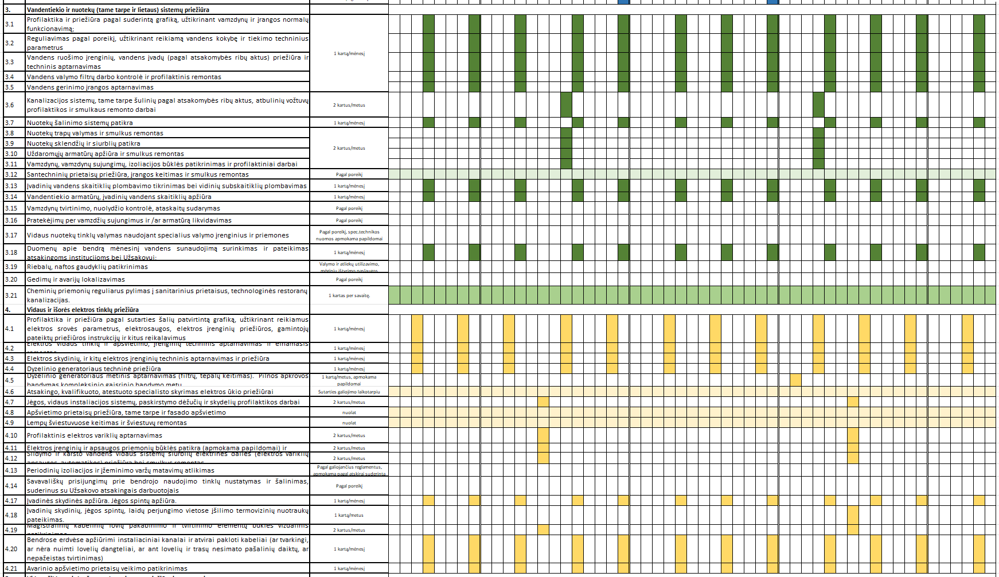 3. Vandentiekio ir nuotekų (tame tarpe ir lietaus) sistemų priežiūra
3.1 Profilaktika ir priežiūra pagal suderintą grafiką, užtikrinant vamzdynų ir įrangos normalų
funkcionavimą;
3.2 Reguliavimas pagal poreikį, užtikrinant reikiamą vandens kokybę ir tiekimo techninius
parametrus
1 kartą/mėnesį
3.3 Vandens ruošimo įrenginių, vandens įvadų (pagal atsakomybės ribų aktus) priežiūra ir
techninis aptarnavimas
3.4 Vandens valymo filtrų darbo kontrolė ir profilaktinis remontas
3.5 Vandens gerinimo įrangos aptarnavimas
3.6 Kanalizacijos sistemų, tame tarpe šulinių pagal atsakomybės ribų aktus, atbulinių vožtuvų
profilaktikos ir smulkaus remonto darbai
2 kartus/metus
3.7 Nuotekų šalinimo sistemų patikra 1 kartą/mėnesį
3.8 Nuotekų trapų valymas ir smulkus remontas
3.9 Nuotekų sklendžių ir siurblių patikra
2 kartus/metus
3.10 Uždaromųjų armatūrų apžiūra ir smulkus remontas
3.11 Vamzdynų, vamzdynų sujungimų, izoliacijos būklės patikrinimas ir profilaktiniai darbai
3.12 Santechninių prietaisų priežiūra, įrangos keitimas ir smulkus remontas Pagal poreikį
3.13 Įvadinių vandens skaitiklių plombavimo tikrinimas bei vidinių subskaitiklių plombavimas 1 kartą/mėnesį
3.14 Vandentiekio armatūrų, įvadinių vandens skaitiklių apžiūra 1 kartą/mėnesį
3.15 Vamzdynų tvirtinimo, nuolydžio kontrolė, ataskaitų sudarymas Pagal poreikį
3.16 Pratekėjimų per vamzdžių sujungimus ir /ar armatūrą likvidavimas Pagal poreikį
3.17 Vidaus nuotekų tinklų valymas naudojant specialius valymo įrenginius ir priemones
Pagal poreikį, spec.technikos
nuomos apmokama papildomai
3.18 Duomenų apie bendrą mėnesinį vandens sunaudojimą surinkimas ir pateikimas
atsakingoms institucijoms bei Užsakovui;
1 kartą/mėnesį
3.19 Riebalų, naftos gaudyklių patikrinimas
Valymo ir atliekų utilizavimo,
mėginių ištyrimo paslaugos
3.20 Gedimų ir avarijų lokalizavimas Pagal poreikį
3.21 Cheminių priemonių reguliarus pylimas į sanitarinius prietaisus, technologinės restoranų
kanalizacijas.
1 kartas per savaitę.
4. Vidaus ir išorės elektros tinklų priežiūra
4.1 Profilaktika ir priežiūra pagal sutarties šalių patvirtintą grafiką, užtikrinant reikiamus
elektros srovės parametrus, elektrosaugos, elektros įrenginių priežiūros, gamintojų
pateiktų priežiūros instrukcijų ir kitus reikalavimus
1 kartą/mėnesį
4.2 Elektros vidaus tinklų ir apšvietimo, įrenginių techninis aptarnavimas ir einamasis
remontas
1 kartą/mėnesį
4.3 Elektros skydinių, ir kitų elektros įrenginių techninis aptarnavimas ir priežiūra 1 kartą/mėnesį
4.4 Dyzelinio generatoriaus techninė priežiūra 1 kartą/mėnesį
4.5 Dyzelinio generatoriaus metinis aptarnavimas (filtrų, tepalų keitimas). Pilnos apkrovos
bandymas kompleksinio gaisrinio bandymo metu
1 kartą/metus, apmokama
papildomai
4.6 Atsakingo, kvalifikuoto, atestuoto specialisto skyrimas elektros ūkio priežiūrai Sutarties galiojimo laikotarpiu
4.7 Jėgos, vidaus instaliacijos sistemų, paskirstymo dėžučių ir skydelių profilaktikos darbai 2 kartus/metus
4.8 Apšvietimo prietaisų priežiūra, tame tarpe ir fasado apšvietimo nuolat
4.9 Lempų šviestuvuose keitimas ir šviestuvų remontas nuolat
4.10 Profilaktinis elektros variklių aptarnavimas 2 kartus/metus
4.11 Elektros įrenginių ir apsaugos priemonių būklės patikra (apmokama papildomai) ir 2 kartus/metus
4.12 Šildymo ir karšto vandens vidaus sistemų siurblių elektrinės dalies (elektros variklių
apsaugos, automatikos) priežiūra bei smulkus remontas
2 kartus/metus
4.13 Periodinių izoliacijos ir įžeminimo varžų matavimų atlikimas
Pagal galiojančius reglamentus,
apmokama pagal atskirai suderintą
4.14 Savavališkų prisijungimų prie bendrojo naudojimo tinklų nustatymas ir šalinimas,
suderinus su Užsakovo atsakingais darbuotojais
Pagal poreikį
4.17 Įvadinės skydinės apžiūra. Jėgos spintų apžiūra. 1 kartą/mėnesį
4.18 Įvadinių skydinių, jėgos spintų, laidų perjungimo vietose įšilimo termovizinių nuotraukų
pateikimas.
1 kartą/metus
4.19 Magistralinių kabelinių lovių pakabinimo ir tvirtinimo elementų būklės vizualinis
patikrinimas
2 kartus/metus
4.20 Bendrose erdvėse apžiūrimi instaliaciniai kanalai ir atvirai pakloti kabeliai (ar tvarkingi,
ar nėra nuimti lovelių dangteliai, ar ant lovelių ir trasų nesimato pašalinių daiktų, ar
nepažeistas tvirtinimas)
1 kartą/mėnesį
4.21 Avarinio apšvietimo prietaisų veikimo patikrinimas 1 kartą/mėnesį